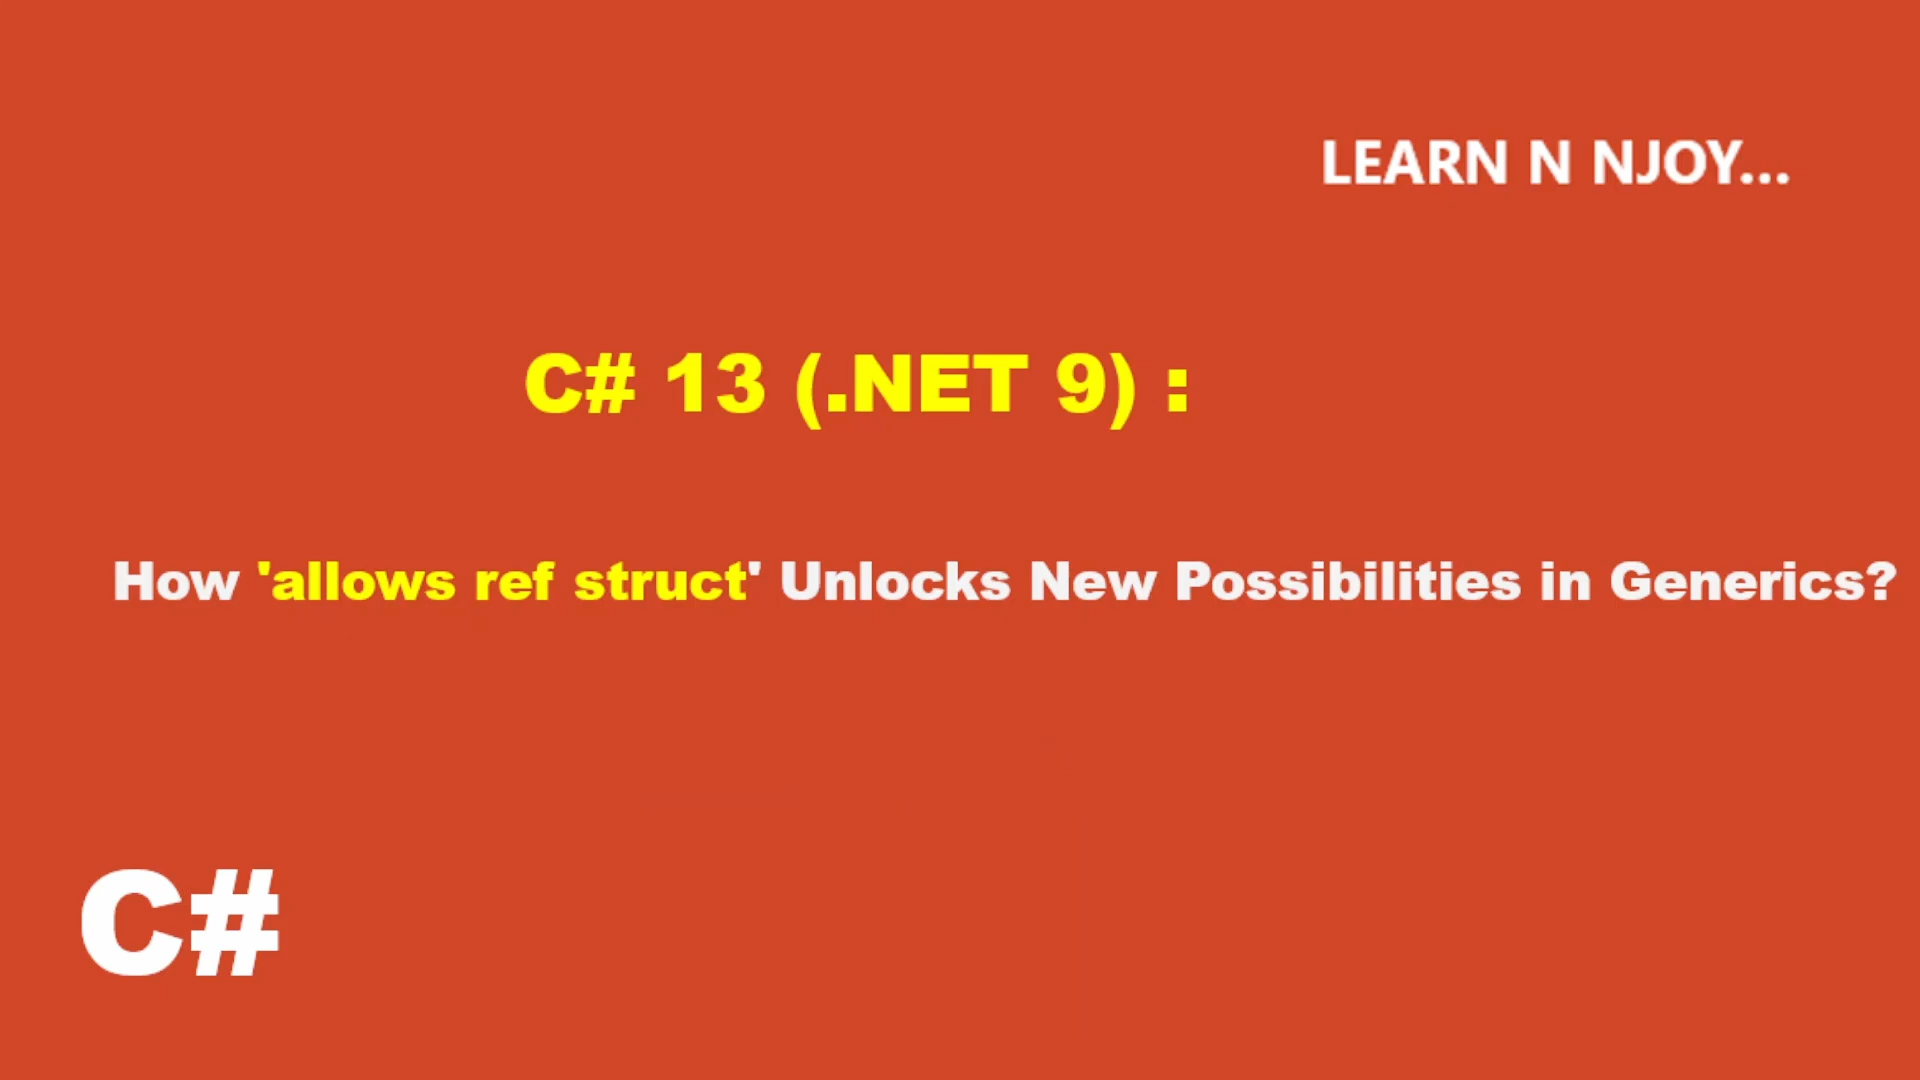 LEARN N NJOY...
C# 13 (.NET 9) :
How 'allows ref struct' Unlocks New Possibilities in Generics?
C#